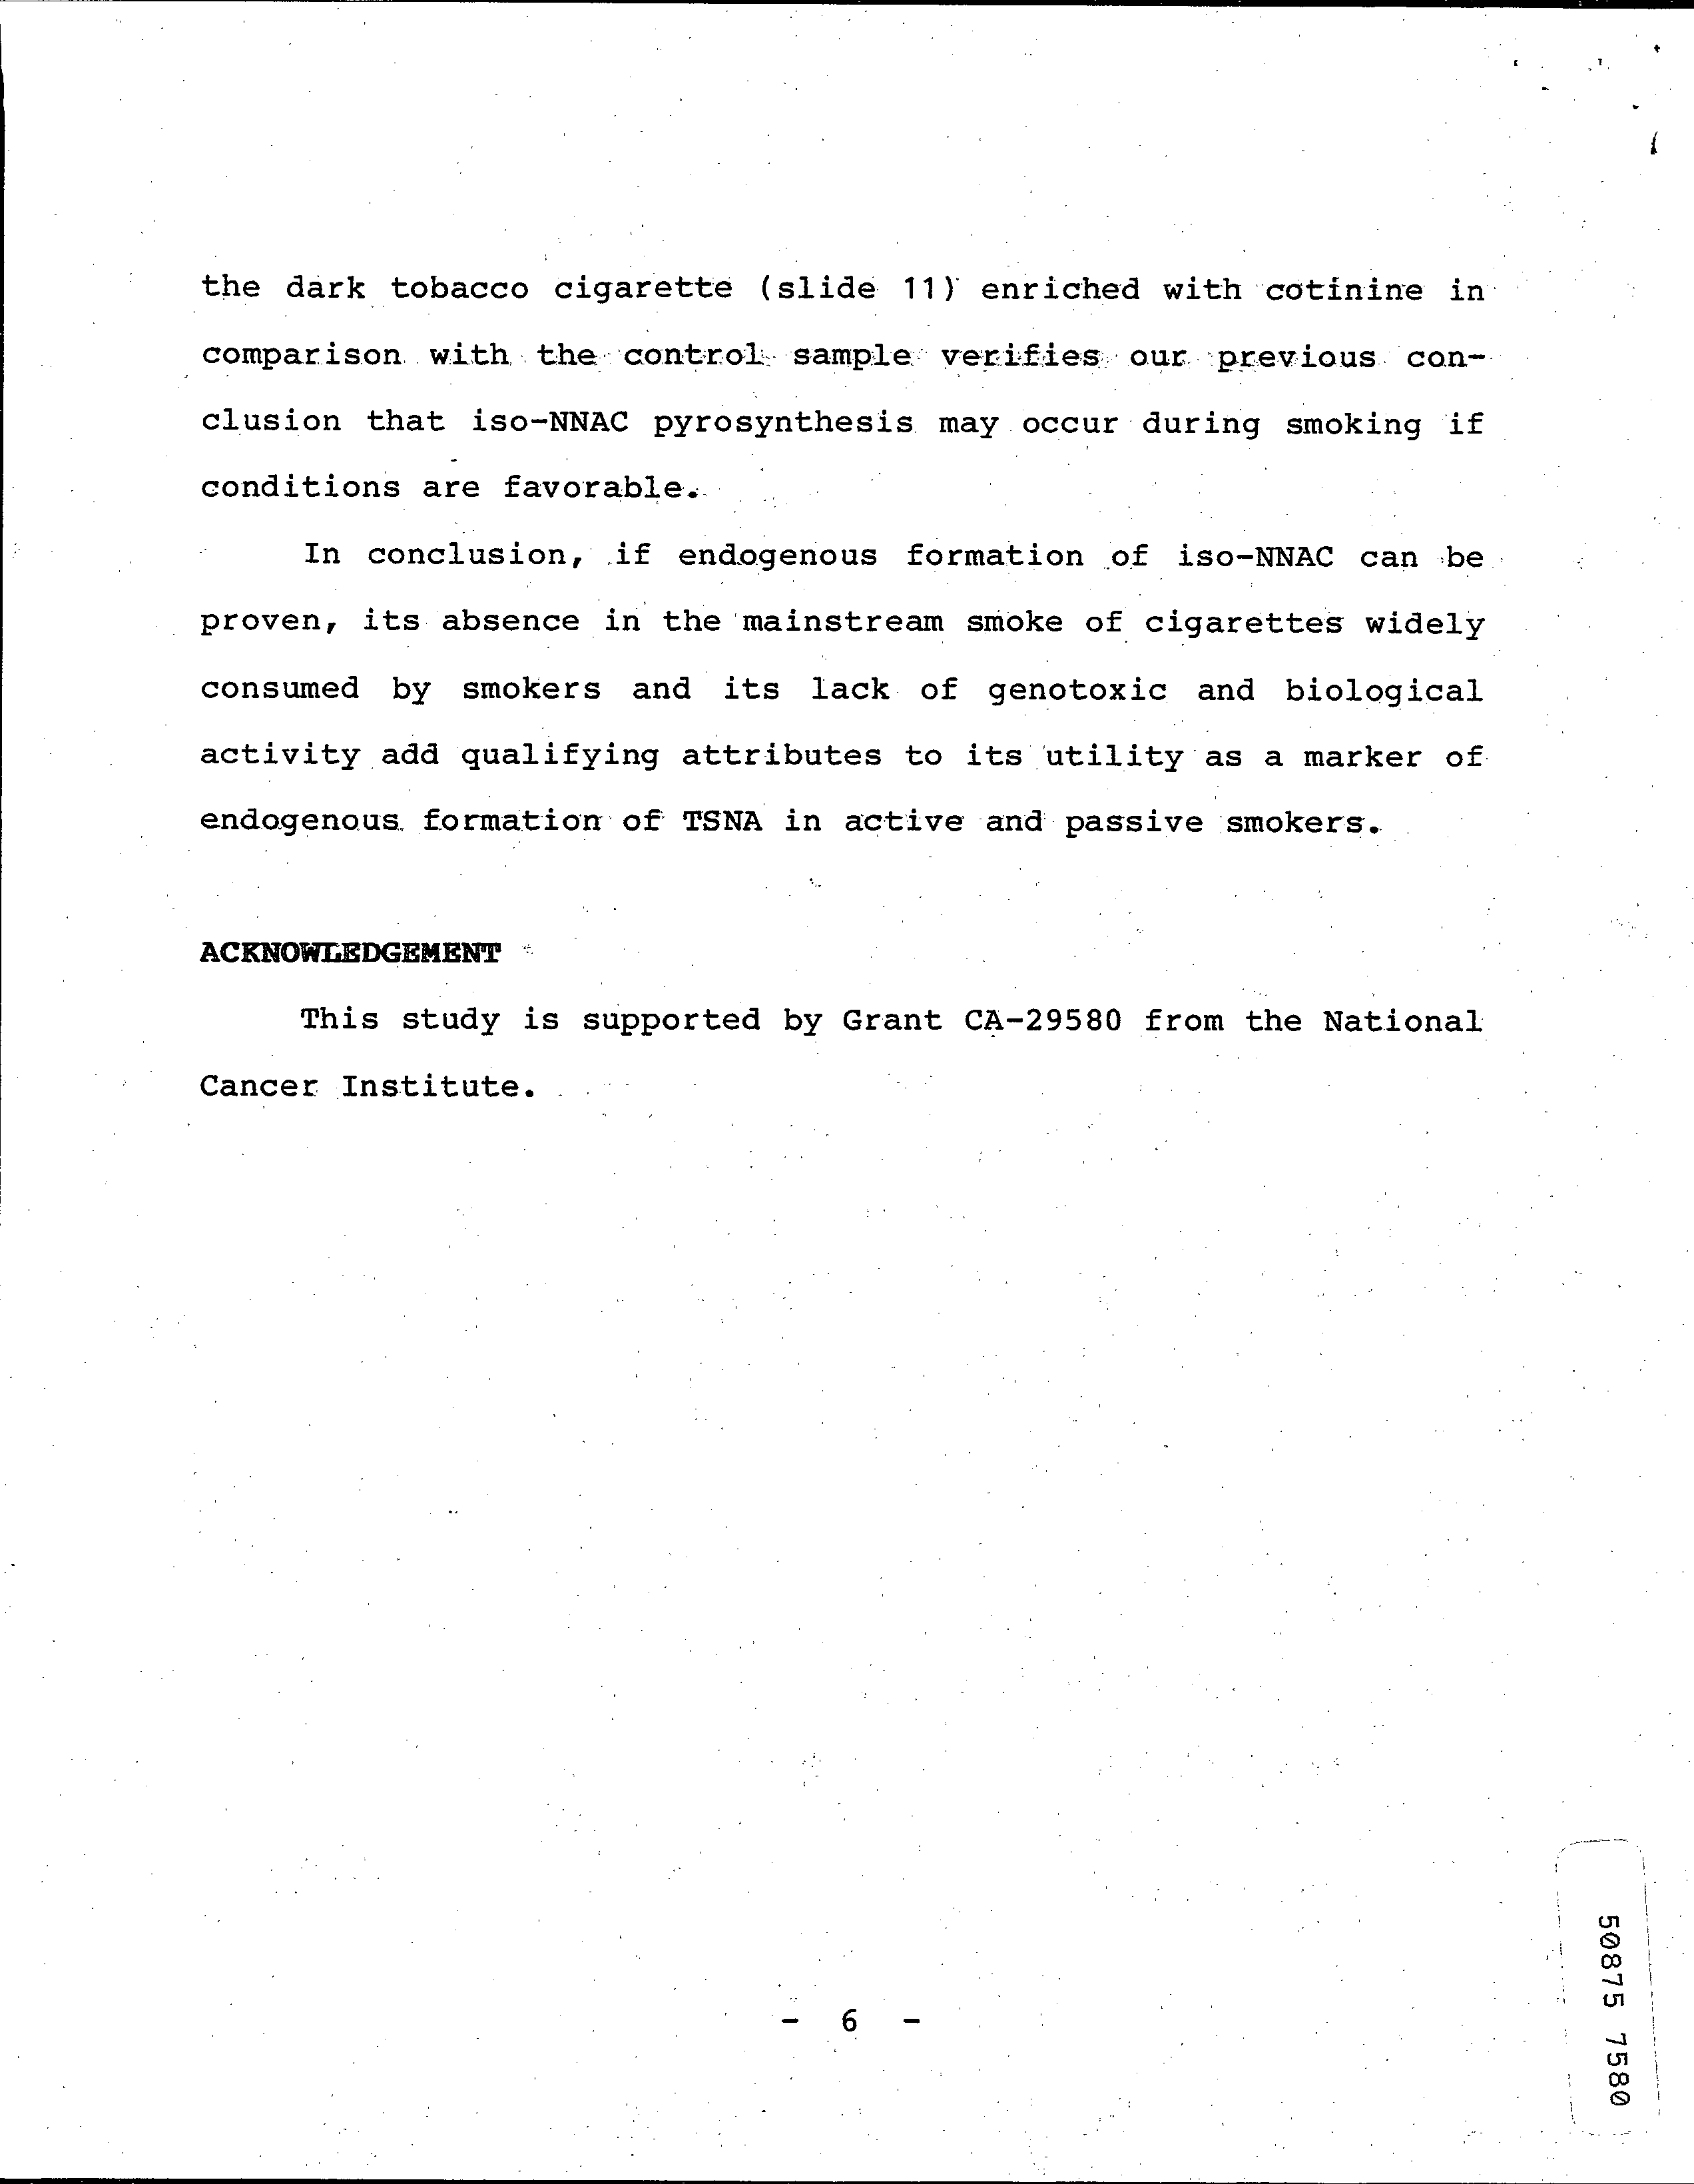 the dark tobacco cigarette (slide 11) enriched with cotinine in
comparison with the control sample verifies our previous con-
clusion that iso-NNAC pyrosynthesis may occur during smoking if
conditions are favorable.
In conclusion, if endogenous formation of iso-NNAC can be
proven, its absence in the mainstream smoke of cigarettes widely
consumed by smokers and its lack of genotoxic and biological
activity add qualifying attributes to its utility as a marker of
endogenous formation of TSNA in active and passive smokers.
ACKNOWLEDGEMENT
This study is supported by Grant CA-29580 from the National
Cancer Institute.
- 6 -
50875 7580